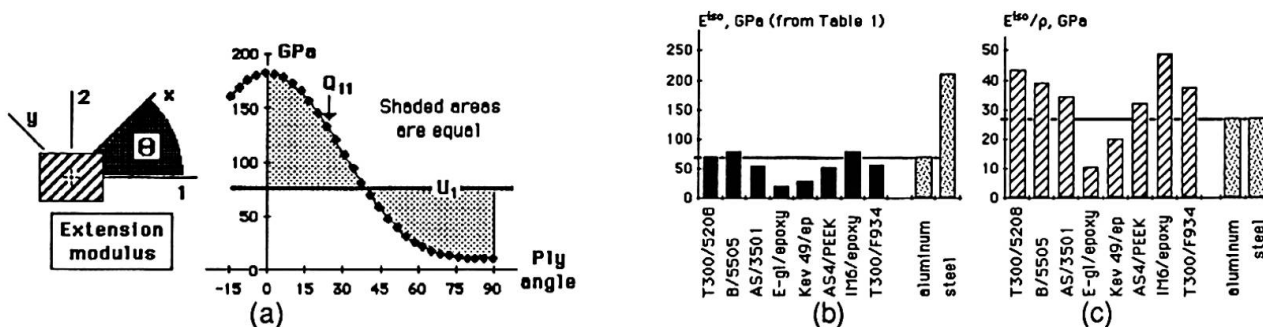 2
x
y
θ
1
Extension
modulus
GPa
200
150
100
50
0
Q11
Shaded areas
are equal
U1
Ply
angle
-15 0 15 30 45 60 75 90
(a)
E^iso, GPa (from Table 1)
250
200
150
100
50
0
T300/5208
B/5505
AS/3501
E-gl/epoxy
Kev 49/ep
AS4/PEEK
IM6/epoxy
T300/F934
aluminum
steel
(b)
E^iso/ρ, GPa
50
40
30
20
10
0
T300/5208
B/5505
AS/3501
E-gl/epoxy
Kev 49/ep
AS4/PEEK
IM6/epoxy
T300/F934
aluminum
steel
(c)